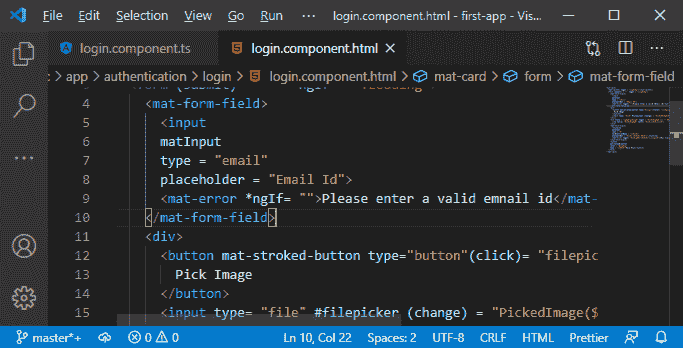 File Edit Selection View ··· login.component.html - first-app - Vis...
login.component.ts login.component.html
: > app > authentication > login > login.component.html > mat-card > form > mat-form-field
4 <mat-form-field>
5 <input
6 matInput
7 type = "email"
8 placeholder = "Email Id">
9 <mat-error *ngIf= "">Please enter a valid emnail id</mat-
10 </mat-form-field>
11 <div>
12 <button mat-stroked-button type="button"(click)= "filepic
13 Pick Image
14 </button>
15 <input type= "file" #filepicker (change) = "PickedImage($
master*+ 0 0 Ln 10, Col 22 Spaces: 2 UTF-8 CRLF HTML Prettier